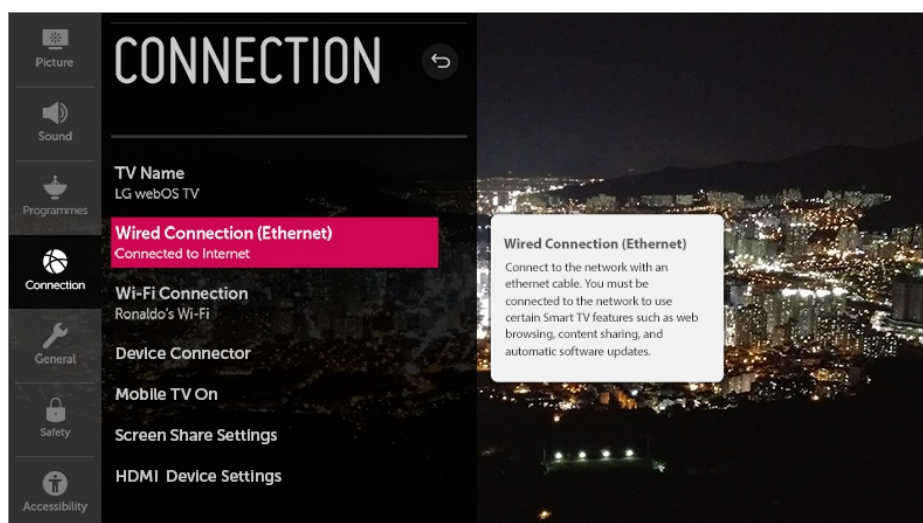 Picture
Sound
Programmes
Connection
General
Safety
Accessibility
CONNECTION
TV Name
LG webOS TV
Wired Connection (Ethernet)
Connected to Internet
Wi-Fi Connection
Ronaldo's Wi-Fi
Device Connector
Mobile TV On
Screen Share Settings
HDMI Device Settings
Wired Connection (Ethernet)
Connect to the network with an
ethernet cable. You must be
connected to the network to use
certain Smart TV features such as web
browsing, content sharing, and
automatic software updates.